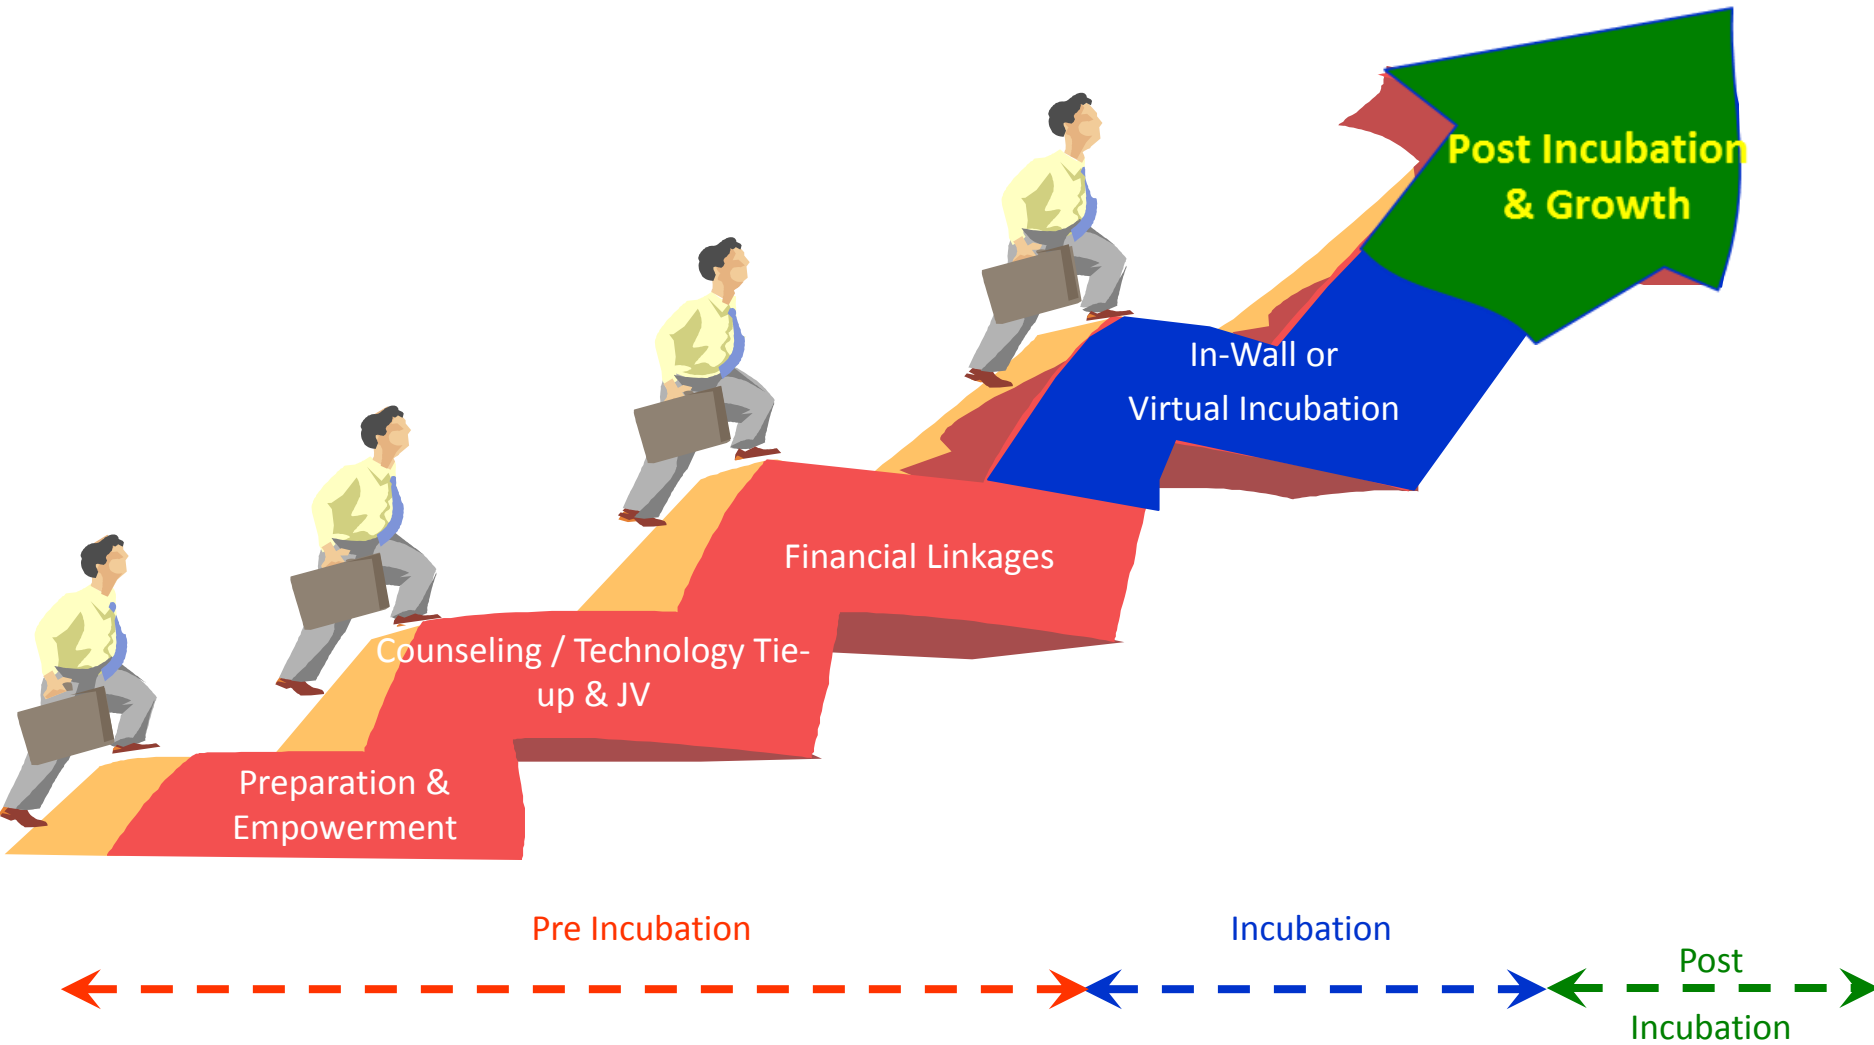 Post Incubation
& Growth
In-Wall or
Virtual Incubation
Financial Linkages
Counseling / Technology Tie-
up & JV
Preparation &
Empowerment
Pre Incubation
Incubation
Post
Incubation